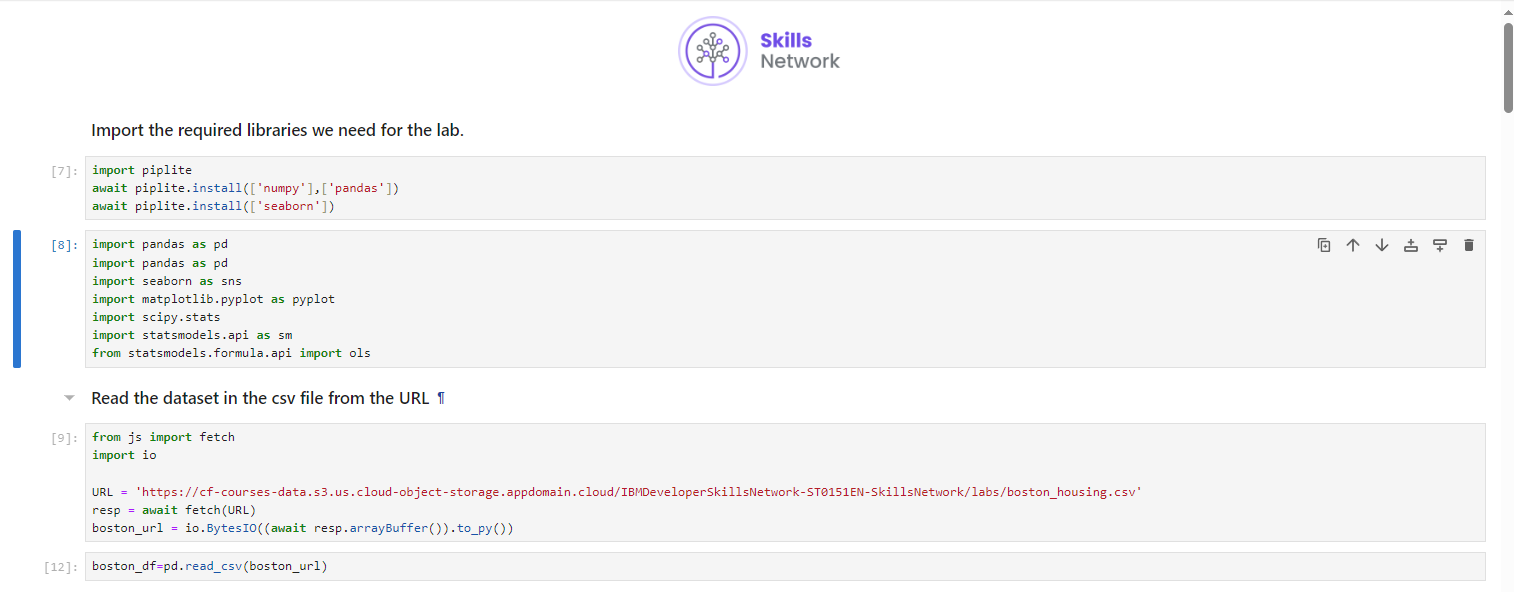 Skills
Network
Import the required libraries we need for the lab.
[7]:
import piplite
await piplite.install(['numpy'],['pandas'])
await piplite.install(['seaborn'])
[8]:
import pandas as pd
import pandas as pd
import seaborn as sns
import matplotlib.pyplot as pyplot
import scipy.stats
import statsmodels.api as sm
from statsmodels.formula.api import ols
Read the dataset in the csv file from the URL ¶
[9]:
from js import fetch
import io
URL = 'https://cf-courses-data.s3.us.cloud-object-storage.appdomain.cloud/IBMDeveloperSkillsNetwork-ST0151EN-SkillsNetwork/labs/boston_housing.csv'
resp = await fetch(URL)
boston_url = io.BytesIO((await resp.arrayBuffer()).to_py())
[12]:
boston_df=pd.read_csv(boston_url)